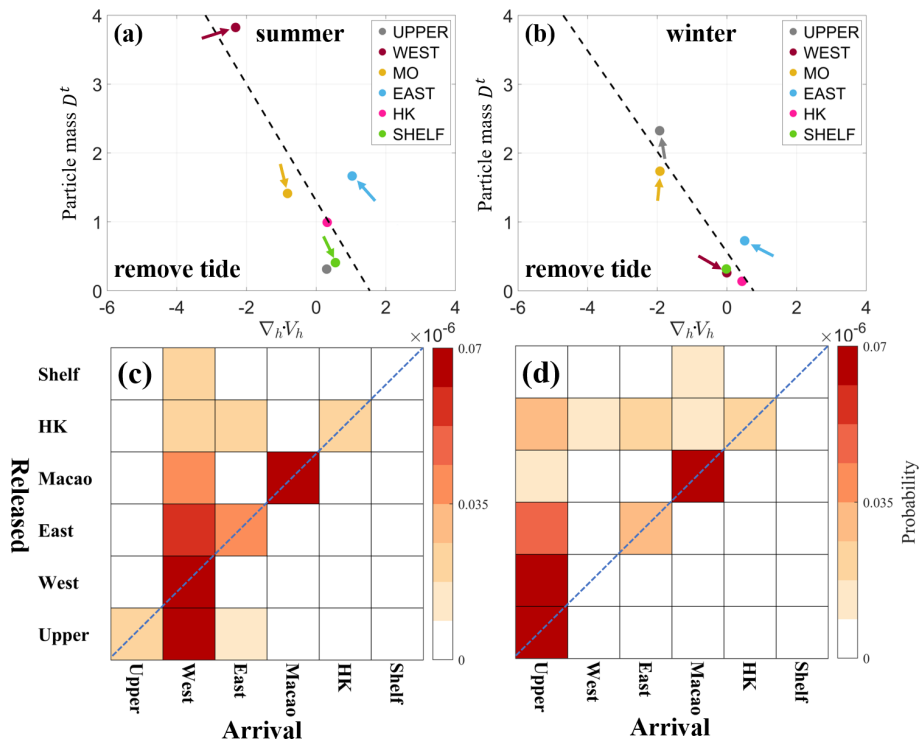 (a)
summer
UPPER
WEST
MO
EAST
HK
SHELF
remove tide
Particle mass D^t
4
3
2
1
0
-6
-4
-2
0
2
4
∇h·Vh
(b)
winter
UPPER
WEST
MO
EAST
HK
SHELF
remove tide
Particle mass D^t
4
3
2
1
0
-6
-4
-2
0
2
4
∇h·Vh
(c)
×10^-6
0.07
0.035
0
Released
Shelf
HK
Macao
East
West
Upper
Upper
West
East
Macao
HK
Shelf
Arrival
(d)
×10^-6
0.07
0.035
0
Probability
Upper
West
East
Macao
HK
Shelf
Arrival